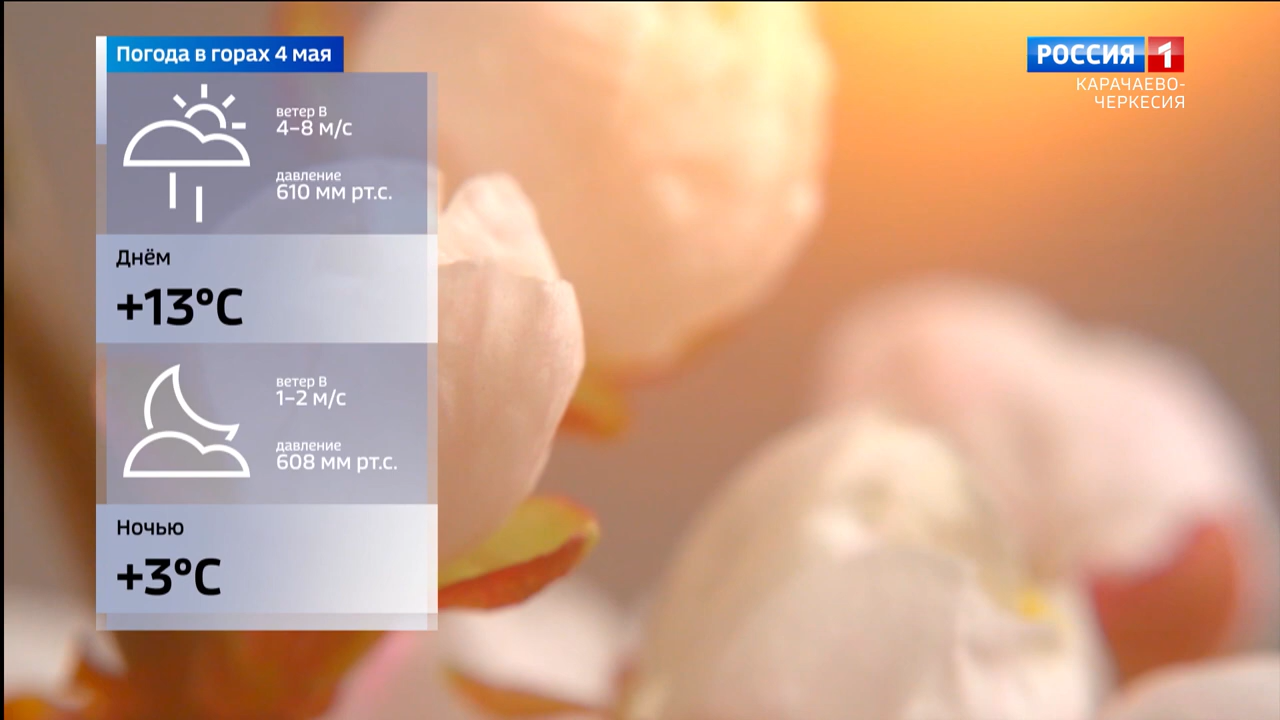 Погода в горах 4 мая
РОССИЯ 1
КАРАЧАЕВО-
ЧЕРКЕСИЯ
ветер В
4–8 м/с
давление
610 мм рт.с.
Днём
+13°C
ветер В
1–2 м/с
давление
608 мм рт.с.
Ночью
+3°C